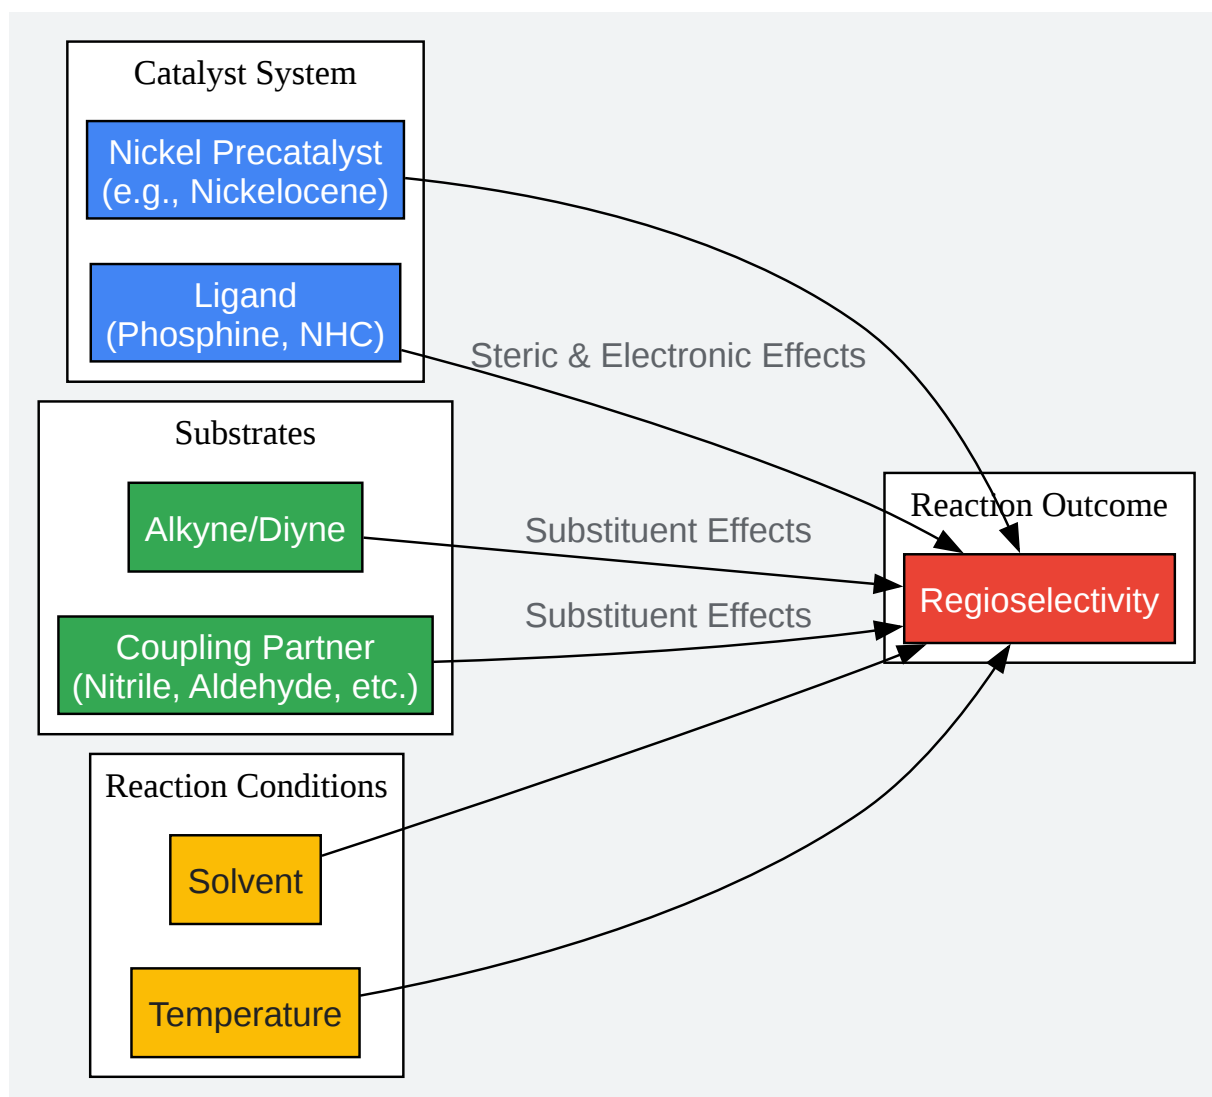 Catalyst System
Nickel Precatalyst
(e.g., Nickelocene)
Ligand
(Phosphine, NHC)
Steric & Electronic Effects
Substrates
Alkyne/Diyne
Substituent Effects
Coupling Partner
(Nitrile, Aldehyde, etc.)
Substituent Effects
Reaction Conditions
Solvent
Temperature
Reaction Outcome
Regioselectivity